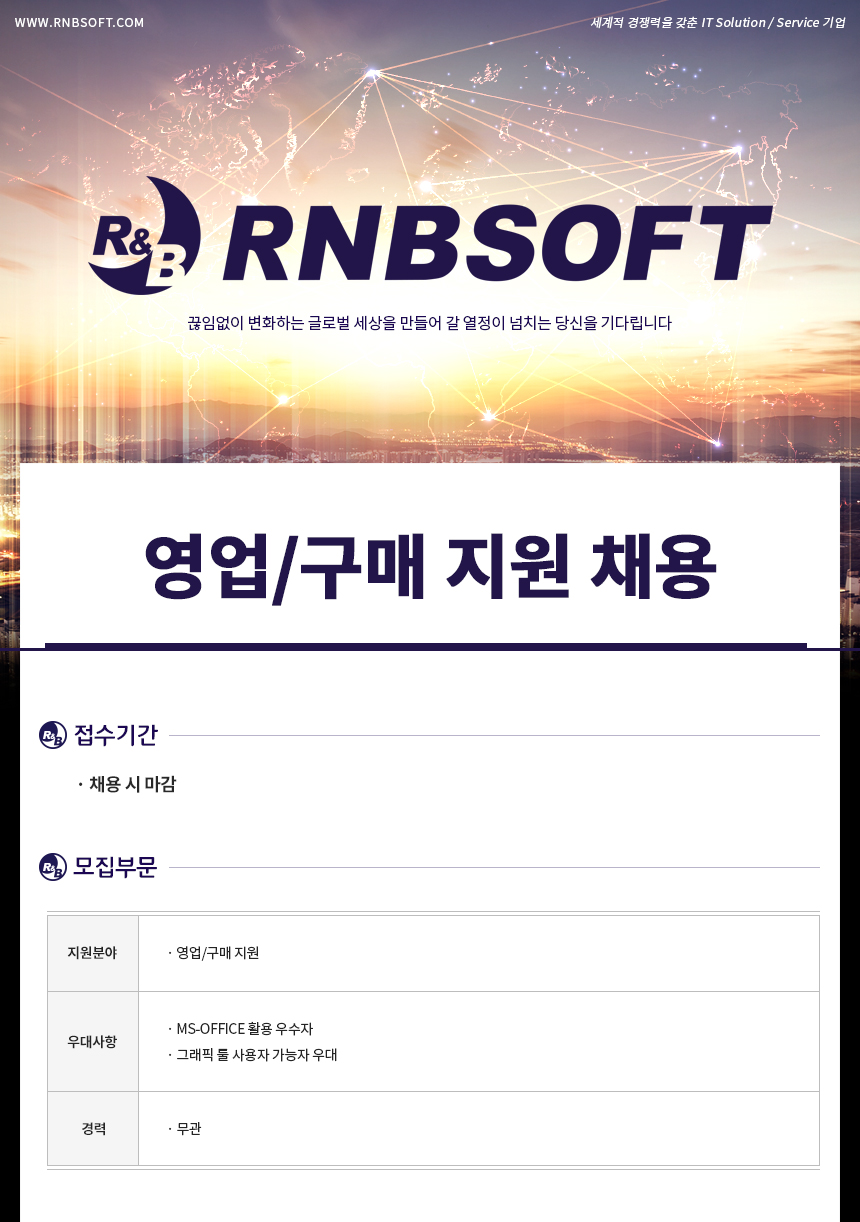 WWW.RNBSOFT.COM
세계적 경쟁력을 갖춘 IT Solution / Service 기업
R&B RNBSOFT
끊임없이 변화하는 글로벌 세상을 만들어 갈 열정이 넘치는 당신을 기다립니다
영업/구매 지원 채용
R&B 접수기간
· 채용 시 마감
R&B 모집부문
지원분야
· 영업/구매 지원
우대사항
· MS-OFFICE 활용 우수자
· 그래픽 툴 사용자 가능자 우대
경력
· 무관